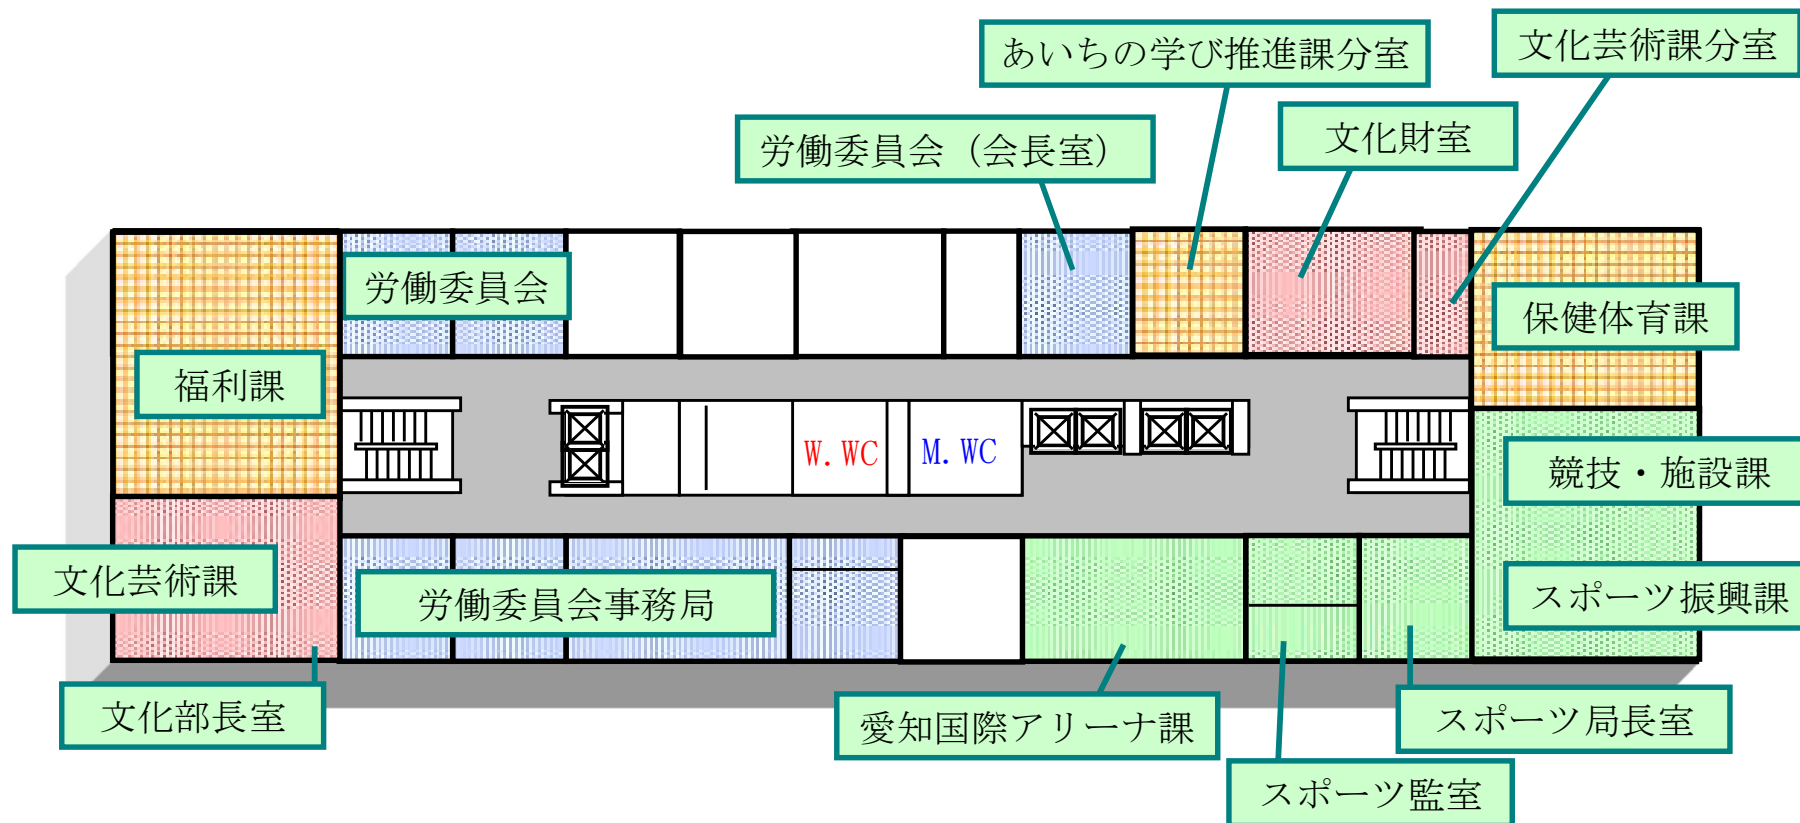 あいちの学び推進課分室
文化芸術課分室
労働委員会（会長室）
文化財室
労働委員会
保健体育課
福利課
W.WC
M.WC
競技・施設課
文化芸術課
労働委員会事務局
スポーツ振興課
文化部長室
愛知国際アリーナ課
スポーツ局長室
スポーツ監室